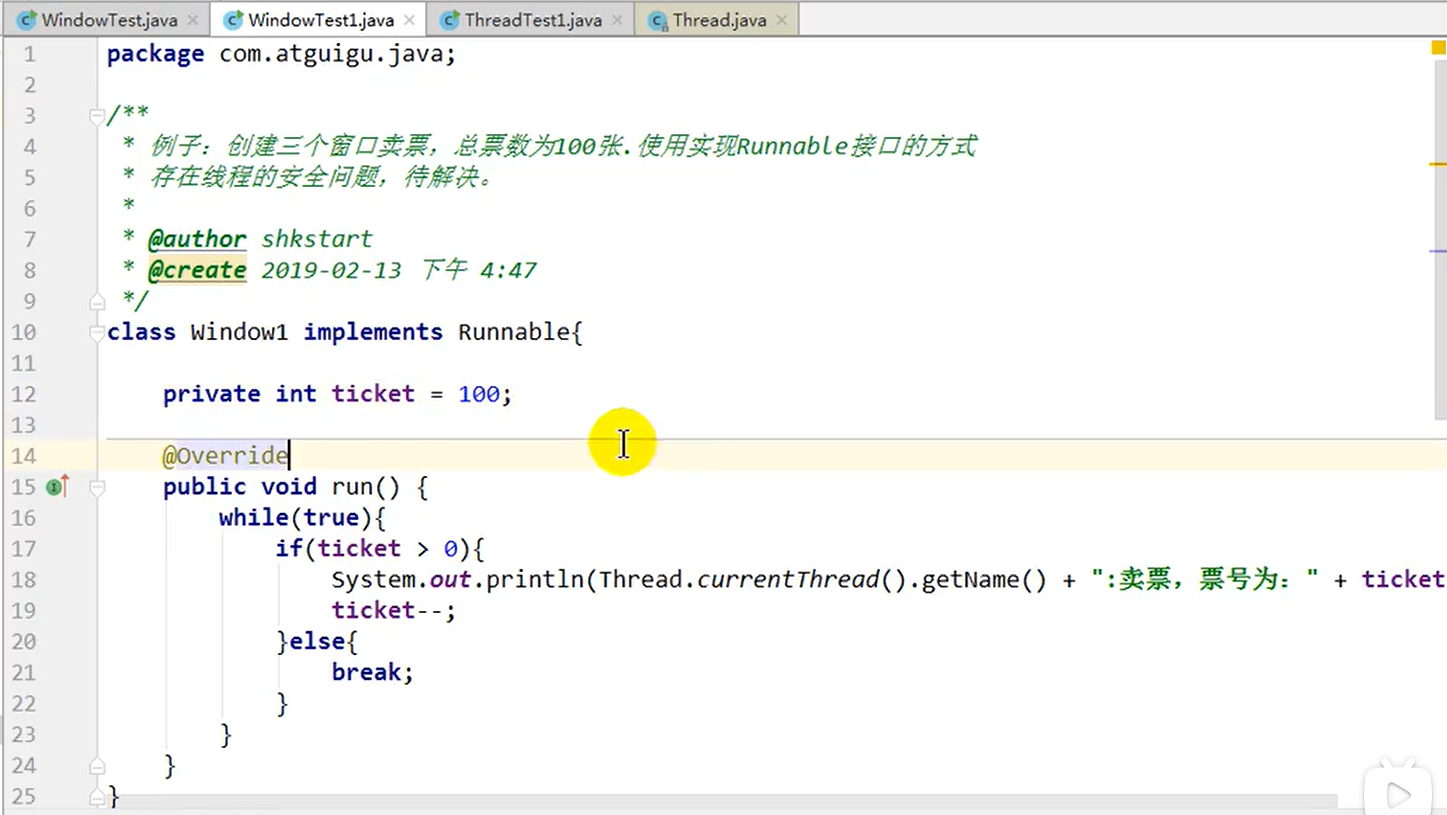 WindowTest.java WindowTest1.java ThreadTest1.java Thread.java
1 package com.atguigu.java;
2
3 /**
4 * 例子：创建三个窗口卖票，总票数为100张.使用实现Runnable接口的方式
5 * 存在线程的安全问题，待解决。
6 *
7 * @author shkstart
8 * @create 2019-02-13 下午 4:47
9 */
10 class Window1 implements Runnable{
11
12 private int ticket = 100;
13
14 @Override
15 public void run() {
16 while(true){
17 if(ticket > 0){
18 System.out.println(Thread.currentThread().getName() + ":卖票，票号为：" + ticket
19 ticket--;
20 }else{
21 break;
22 }
23 }
24 }
25 }